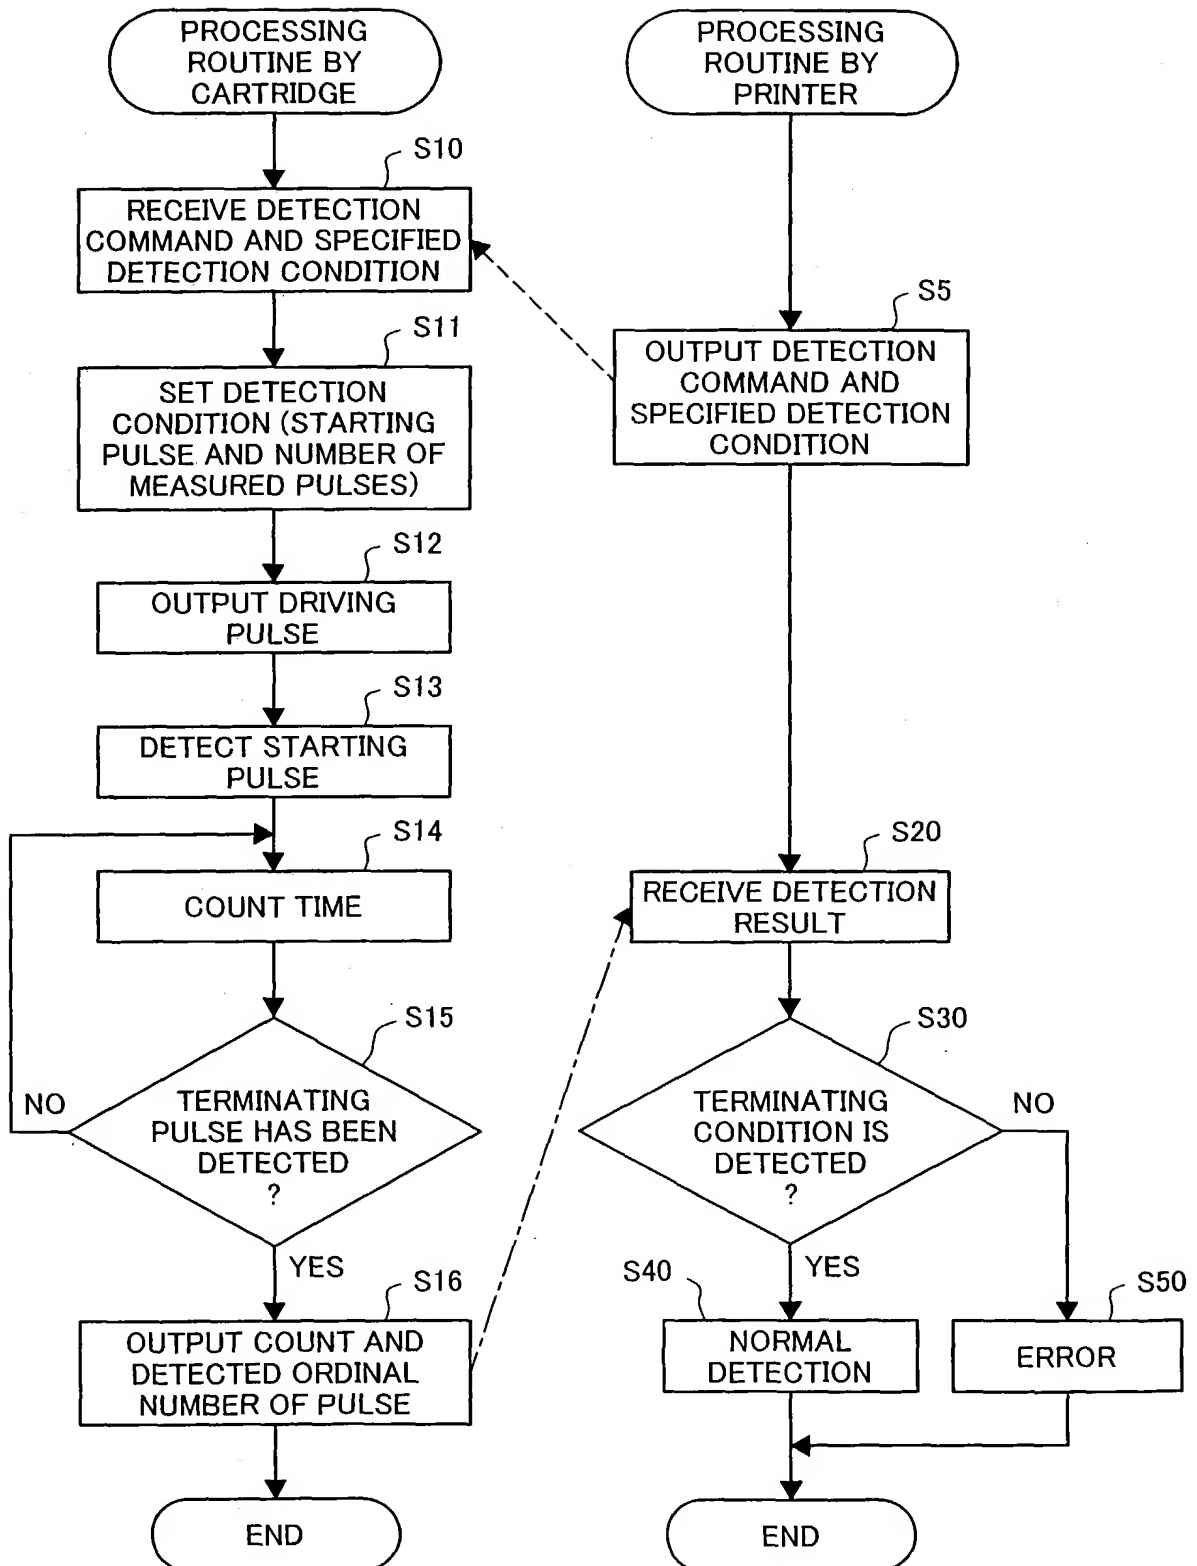 PROCESSING
ROUTINE BY
CARTRIDGE
S10
RECEIVE DETECTION
COMMAND AND SPECIFIED
DETECTION CONDITION
S11
SET DETECTION
CONDITION (STARTING
PULSE AND NUMBER OF
MEASURED PULSES)
S12
OUTPUT DRIVING
PULSE
S13
DETECT STARTING
PULSE
S14
COUNT TIME
S15
TERMINATING
PULSE HAS BEEN
DETECTED
?
NO
YES
S16
OUTPUT COUNT AND
DETECTED ORDINAL
NUMBER OF PULSE
END
PROCESSING
ROUTINE BY
PRINTER
S5
OUTPUT DETECTION
COMMAND AND
SPECIFIED DETECTION
CONDITION
S20
RECEIVE DETECTION
RESULT
S30
TERMINATING
CONDITION IS
DETECTED
?
NO
YES
S40
NORMAL
DETECTION
S50
ERROR
END